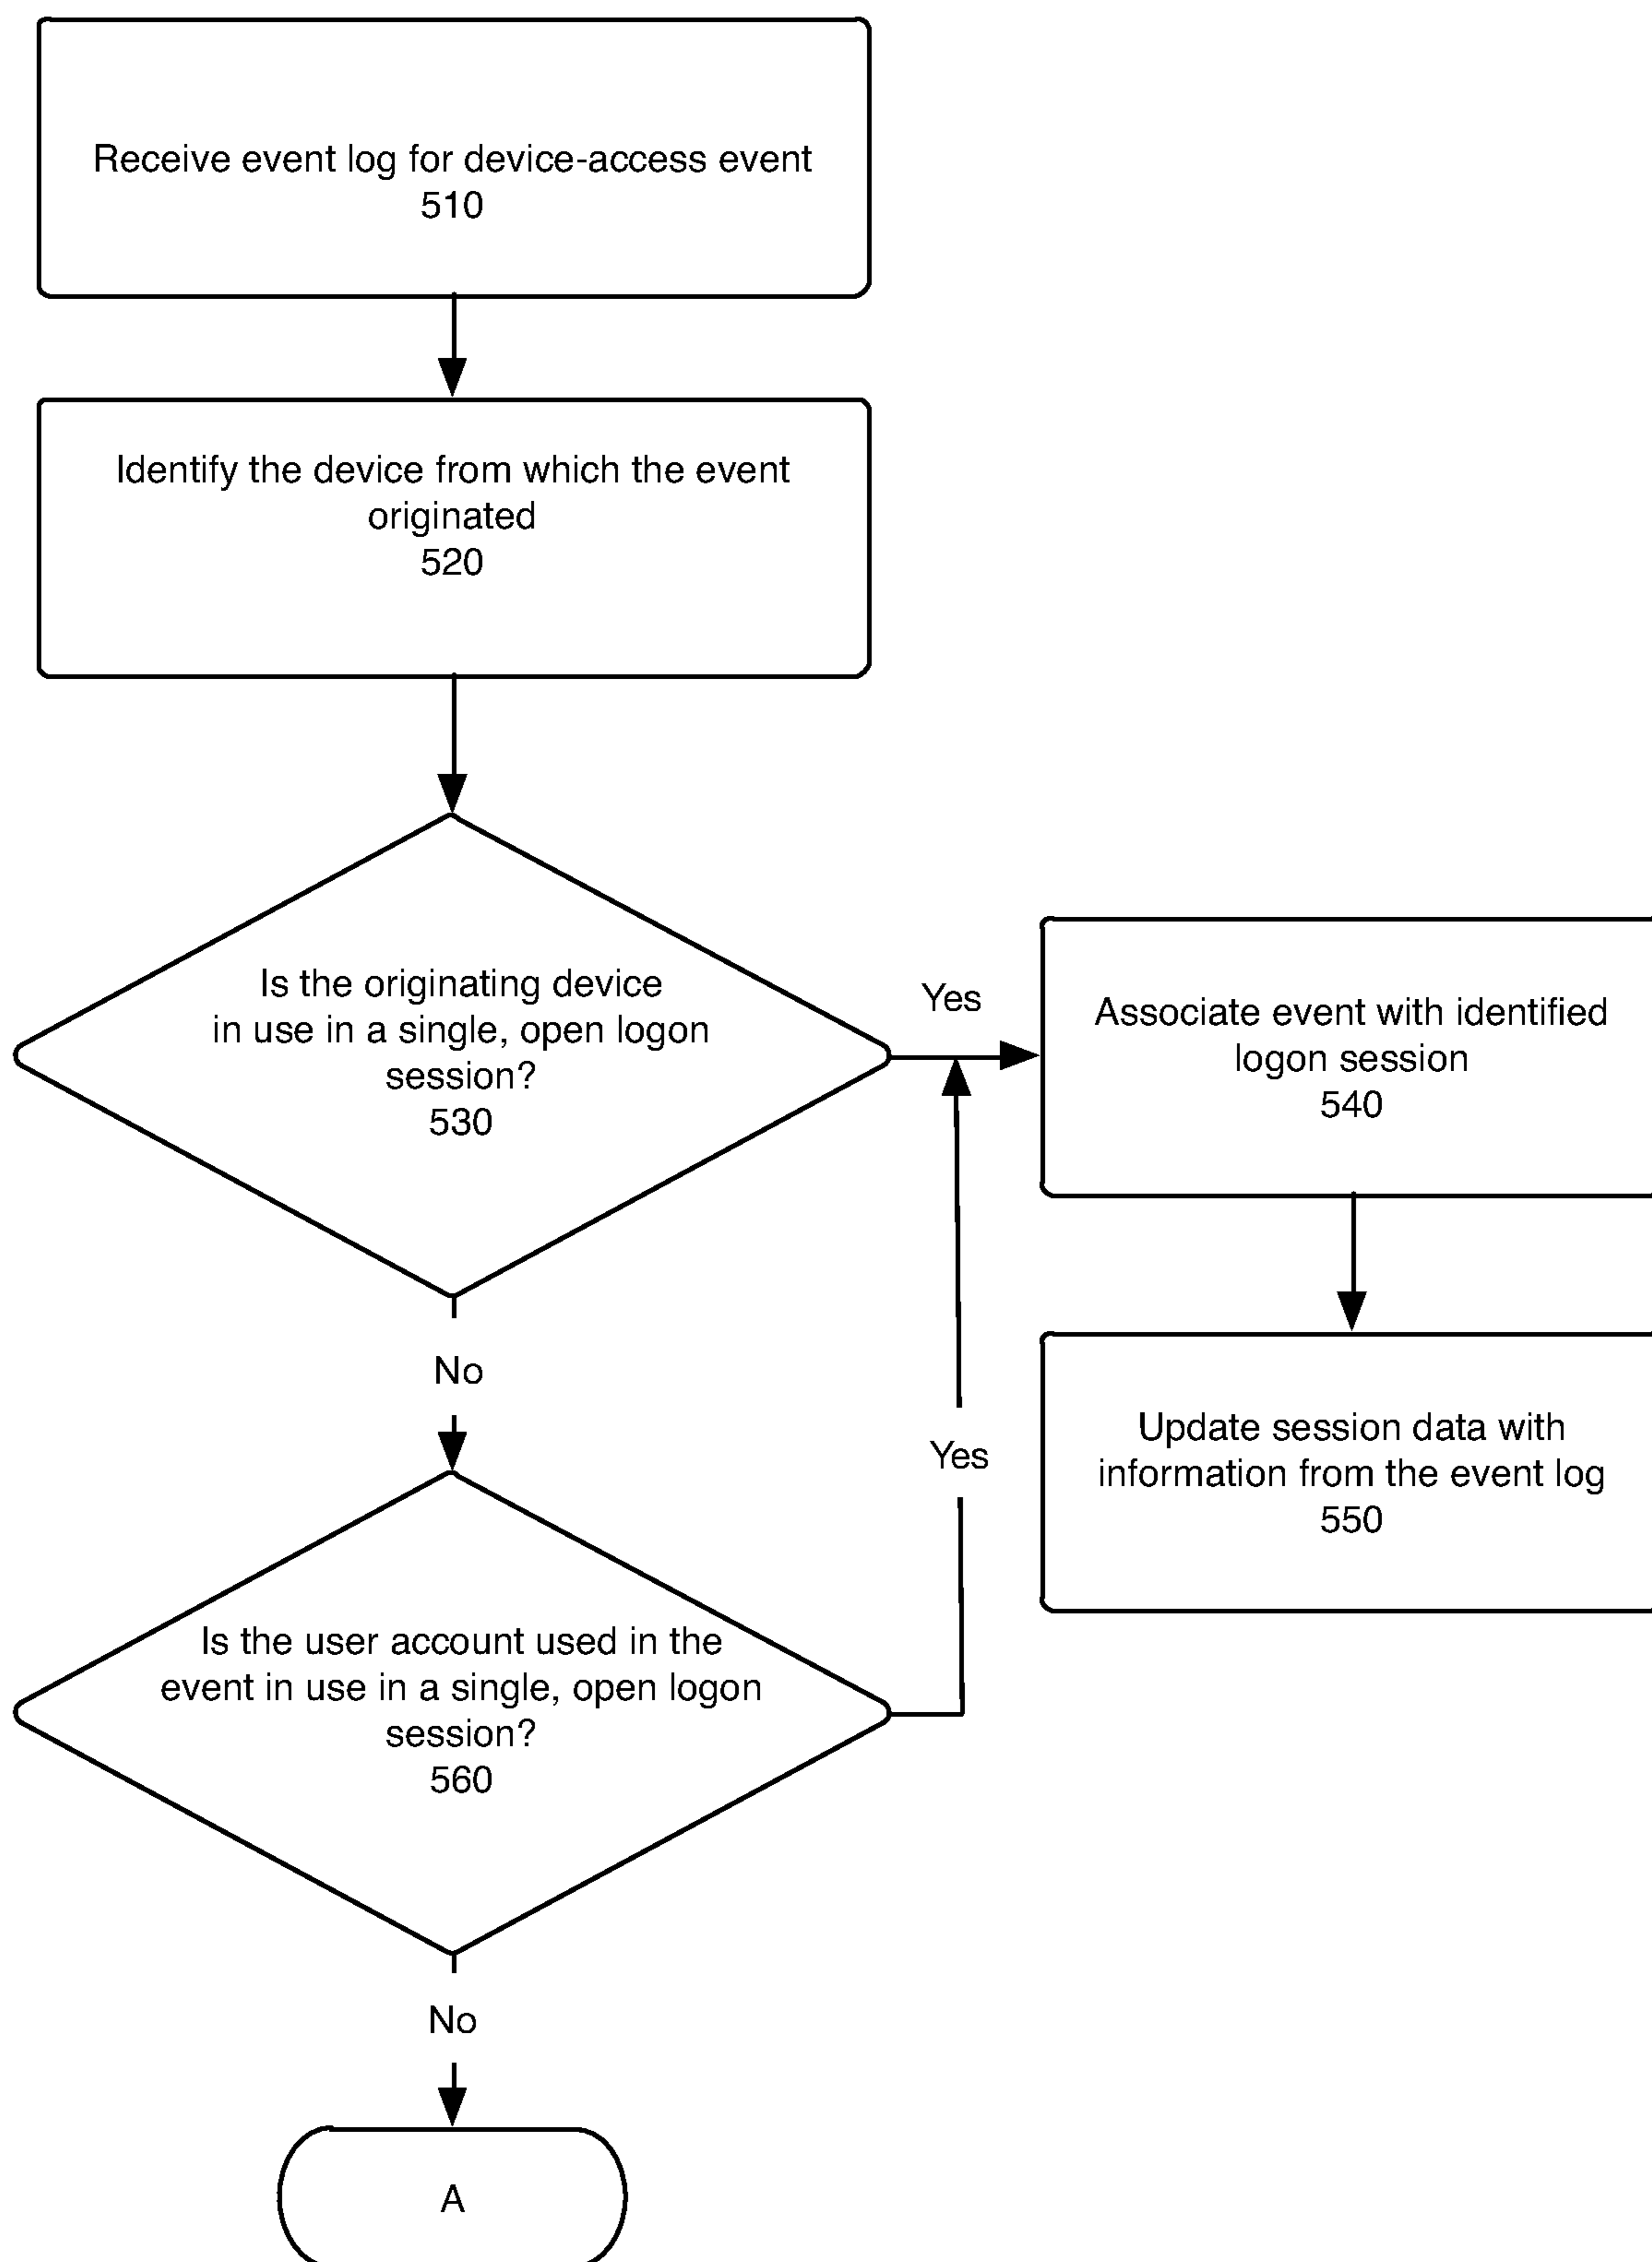 Receive event log for device-access event
510
Identify the device from which the event
originated
520
Is the originating device
in use in a single, open logon
session?
530
Yes
Associate event with identified
logon session
540
No
Yes
Update session data with
information from the event log
550
Is the user account used in the
event in use in a single, open logon
session?
560
No
A